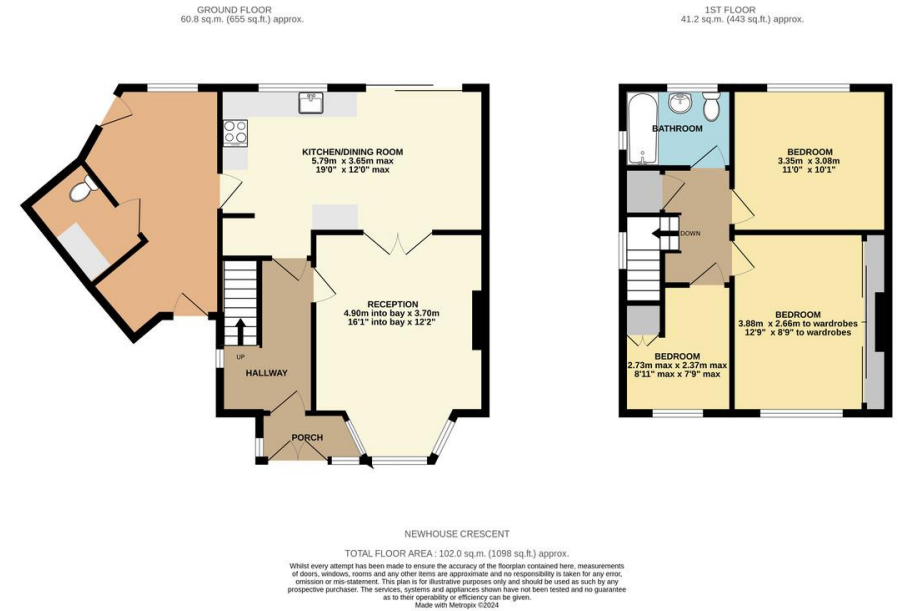 GROUND FLOOR
60.8 sq.m. (655 sq.ft.) approx.
1ST FLOOR
41.2 sq.m. (443 sq.ft.) approx.
KITCHEN/DINING ROOM
5.79m x 3.65m max
19'0" x 12'0" max
RECEPTION
4.90m into bay x 3.70m
16'1" into bay x 12'2"
UP
HALLWAY
PORCH
BATHROOM
BEDROOM
3.35m x 3.08m
11'0" x 10'1"
DOWN
BEDROOM
3.88m x 2.66m to wardrobes
12'9" x 8'9" to wardrobes
BEDROOM
2.73m max x 2.37m max
8'11" max x 7'9" max
NEWHOUSE CRESCENT
TOTAL FLOOR AREA : 102.0 sq.m. (1098 sq.ft.) approx.
Whilst every attempt has been made to ensure the accuracy of the floorplan contained here, measurements
of doors, windows, rooms and any other items are approximate and no responsibility is taken for any error,
omission or mis-statement. This plan is for illustrative purposes only and should be used as such by any
prospective purchaser. The services, systems and appliances shown have not been tested and no guarantee
as to their operability or efficiency can be given.
Made with Metropix ©2024